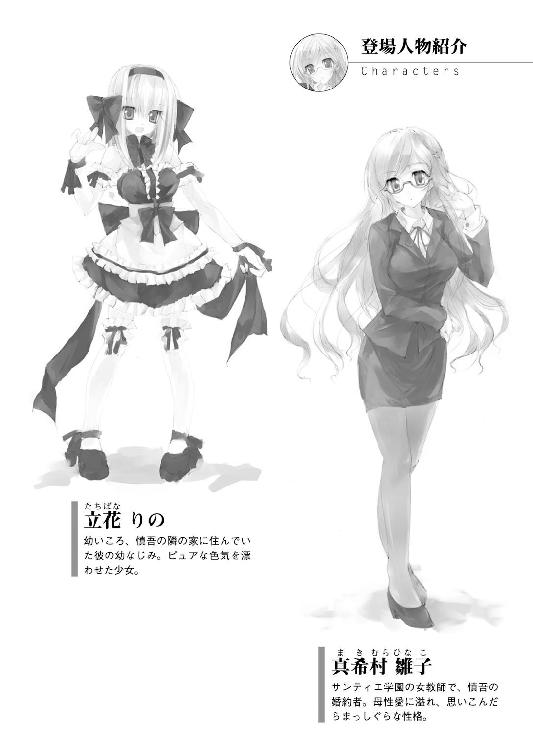 登場人物紹介
Characters
たちばな
立花 りの
幼いころ、慎吾の隣の家に住んでい
た彼の幼なじみ。ピュアな色気を漂
わせた少女。
まきむらひなこ
真希村 雛子
サンティエ学園の女教師で、慎吾の
婚約者。母性愛に溢れ、思いこんだ
らまっしぐらな性格。